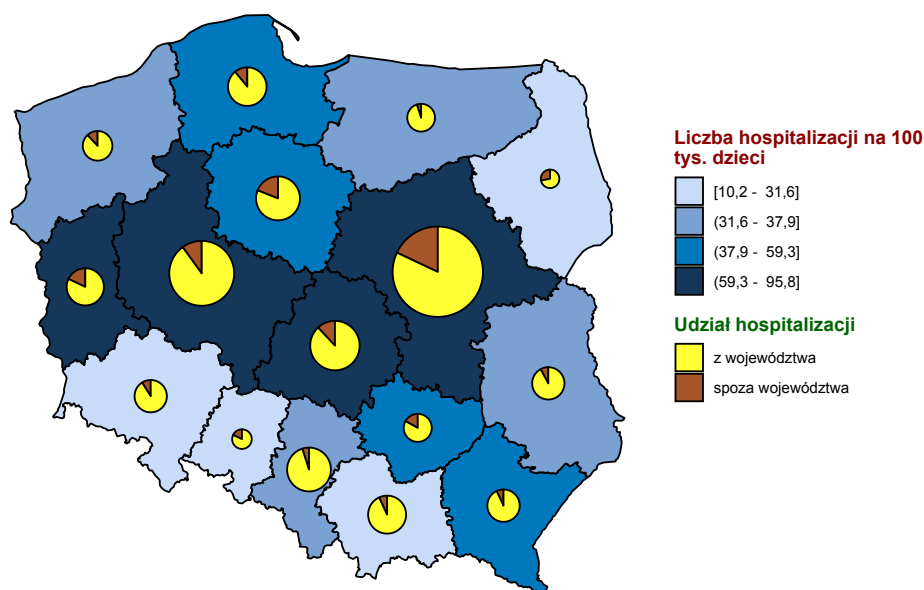 Liczba hospitalizacji na 100
tys. dzieci
[10,2 - 31,6]
(31,6 - 37,9]
(37,9 - 59,3]
(59,3 - 95,8]
Udział hospitalizacji
z województwa
spoza województwa